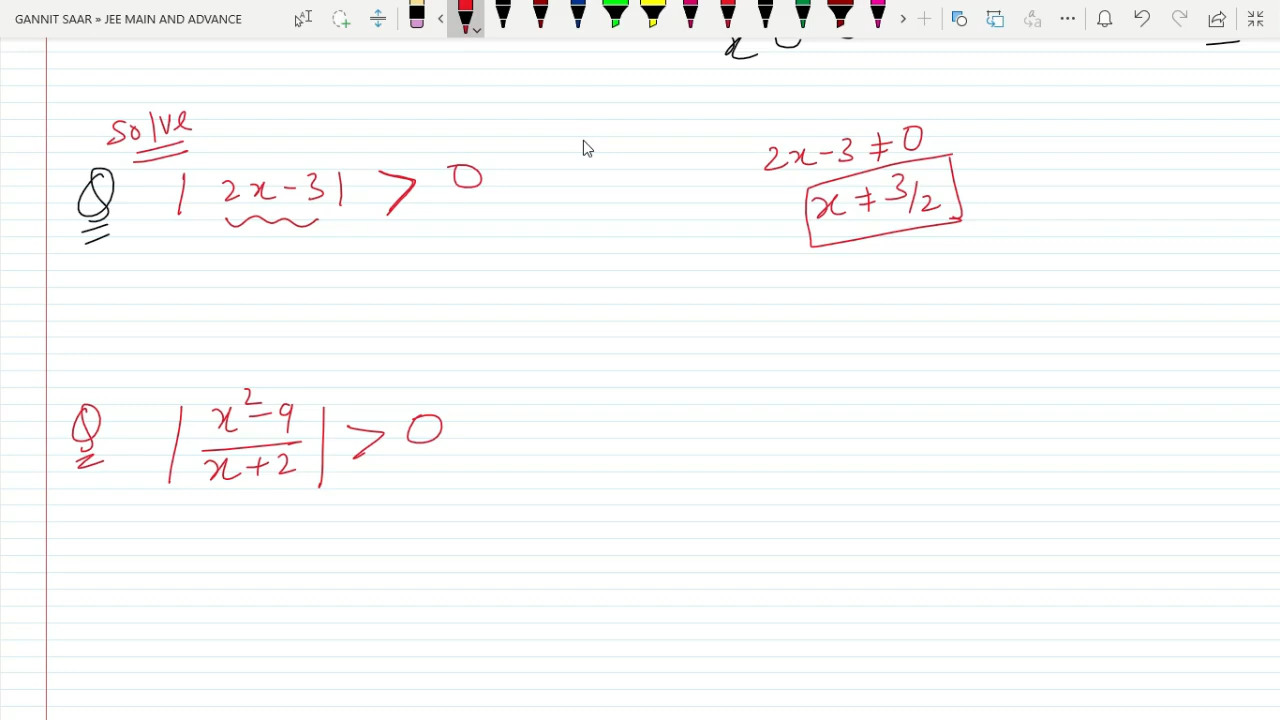 GANNIT SAAR » JEE MAIN AND ADVANCE
solve
Q | 2x-3 | > 0
2x-3 ≠ 0
x ≠ 3/2
Q | x²-9 / x+2 | > 0